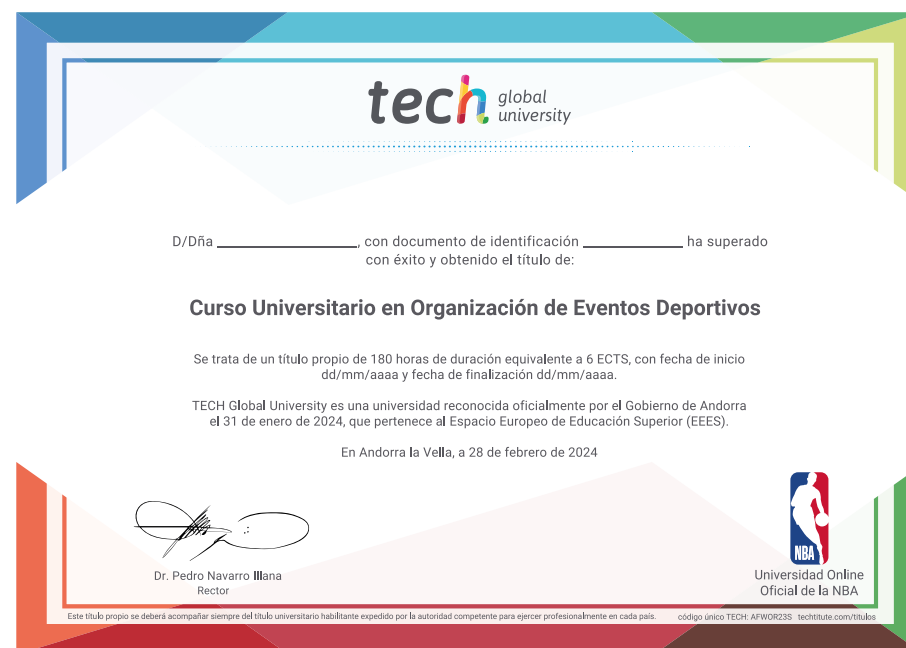 tech global university
D/Dña ____________, con documento de identificación ____________ ha superado
con éxito y obtenido el título de:
Curso Universitario en Organización de Eventos Deportivos
Se trata de un título propio de 180 horas de duración equivalente a 6 ECTS, con fecha de inicio
dd/mm/aaaa y fecha de finalización dd/mm/aaaa.
TECH Global University es una universidad reconocida oficialmente por el Gobierno de Andorra
el 31 de enero de 2024, que pertenece al Espacio Europeo de Educación Superior (EEES).
En Andorra la Vella, a 28 de febrero de 2024
NBA
Dr. Pedro Navarro Illana
Rector
Universidad Online
Oficial de la NBA
Este título propio se deberá acompañar siempre del título universitario habilitante expedido por la autoridad competente para ejercer profesionalmente en cada país.
código único TECH: AFWOR23S techtitute.com/titulos